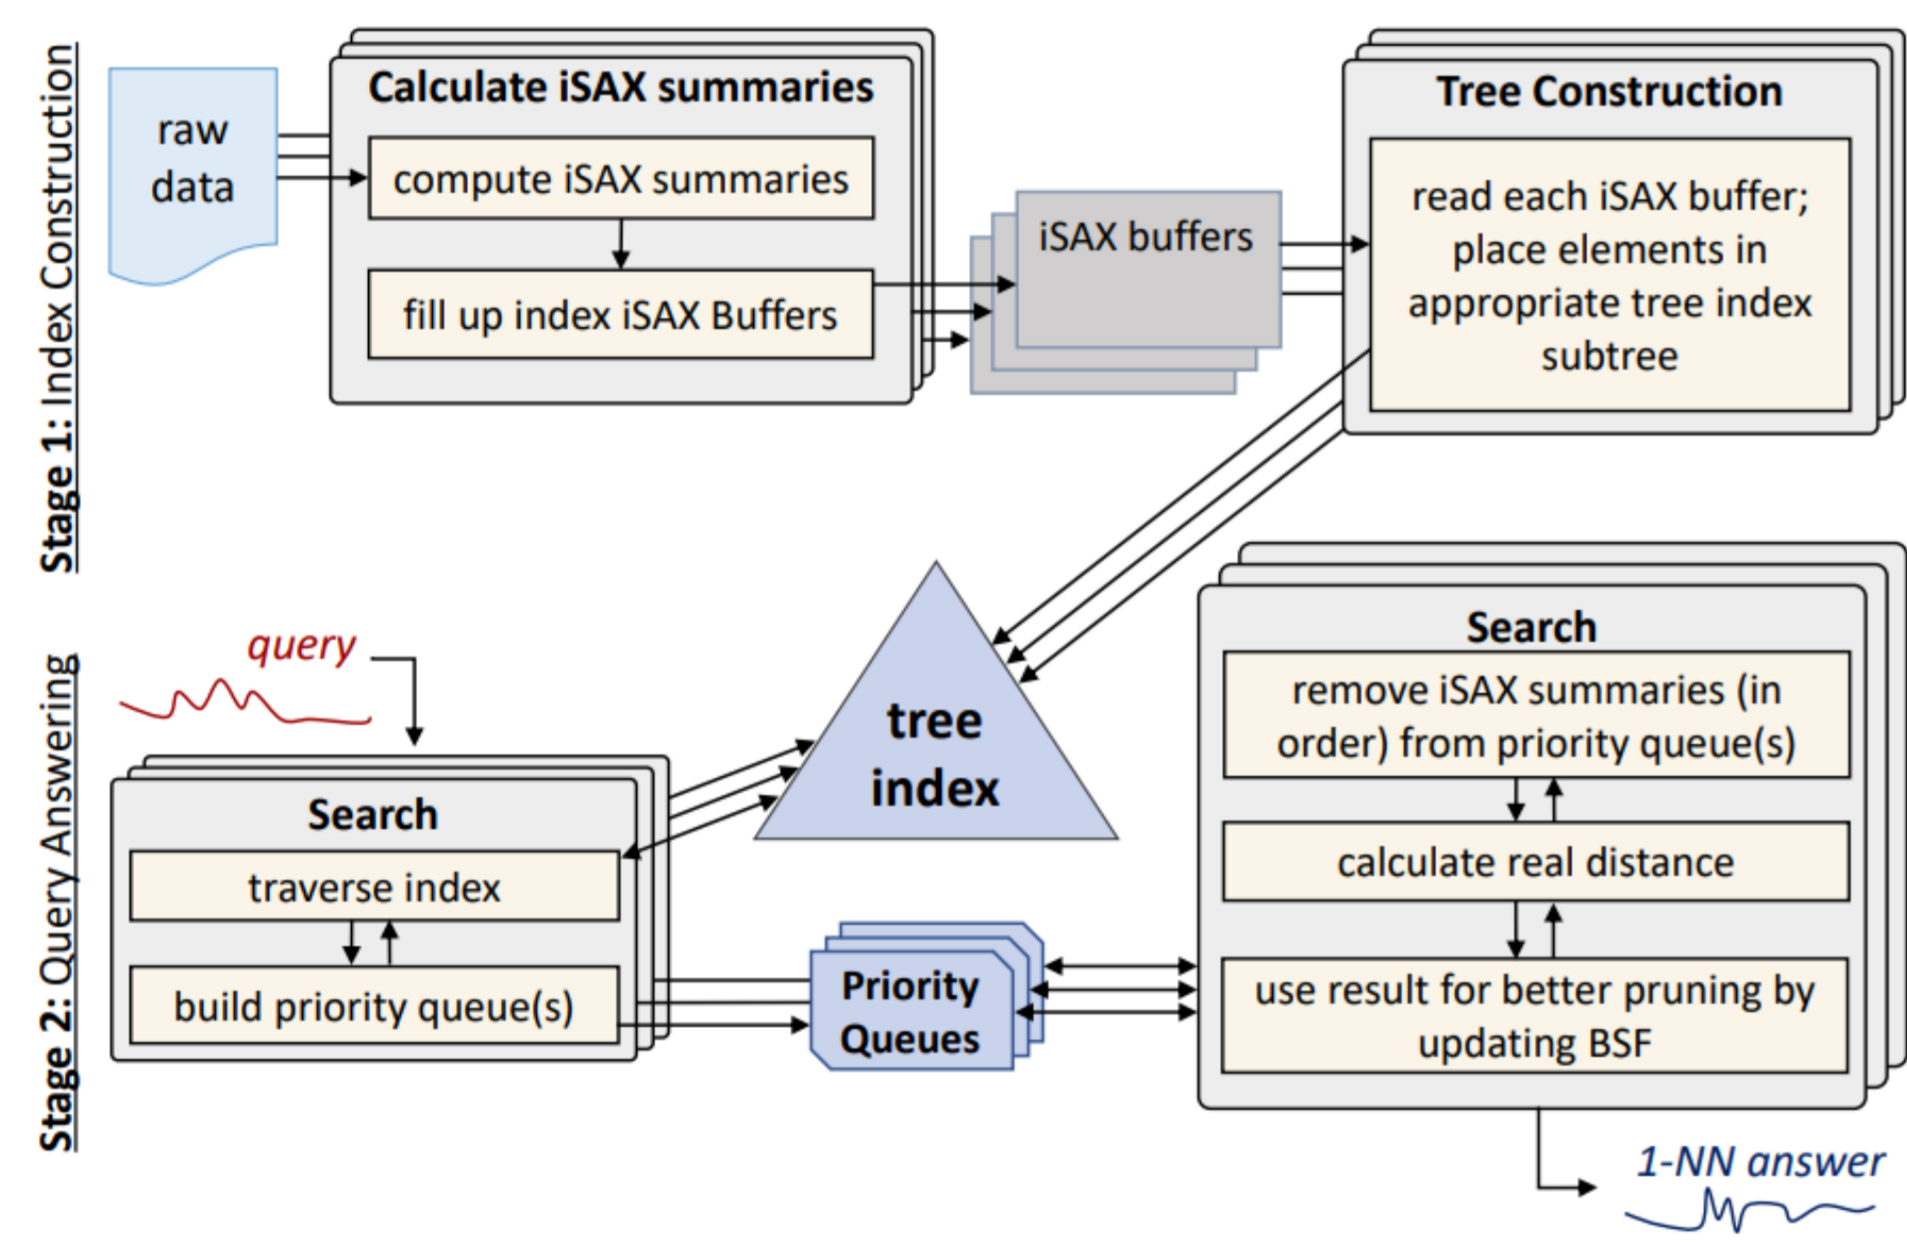 Stage 1: Index Construction
raw
data
Calculate iSAX summaries
compute iSAX summaries
fill up index iSAX Buffers
iSAX buffers
Tree Construction
read each iSAX buffer;
place elements in
appropriate tree index
subtree
Stage 2: Query Answering
query
Search
traverse index
build priority queue(s)
tree
index
Priority
Queues
Search
remove iSAX summaries (in
order) from priority queue(s)
calculate real distance
use result for better pruning by
updating BSF
1-NN answer